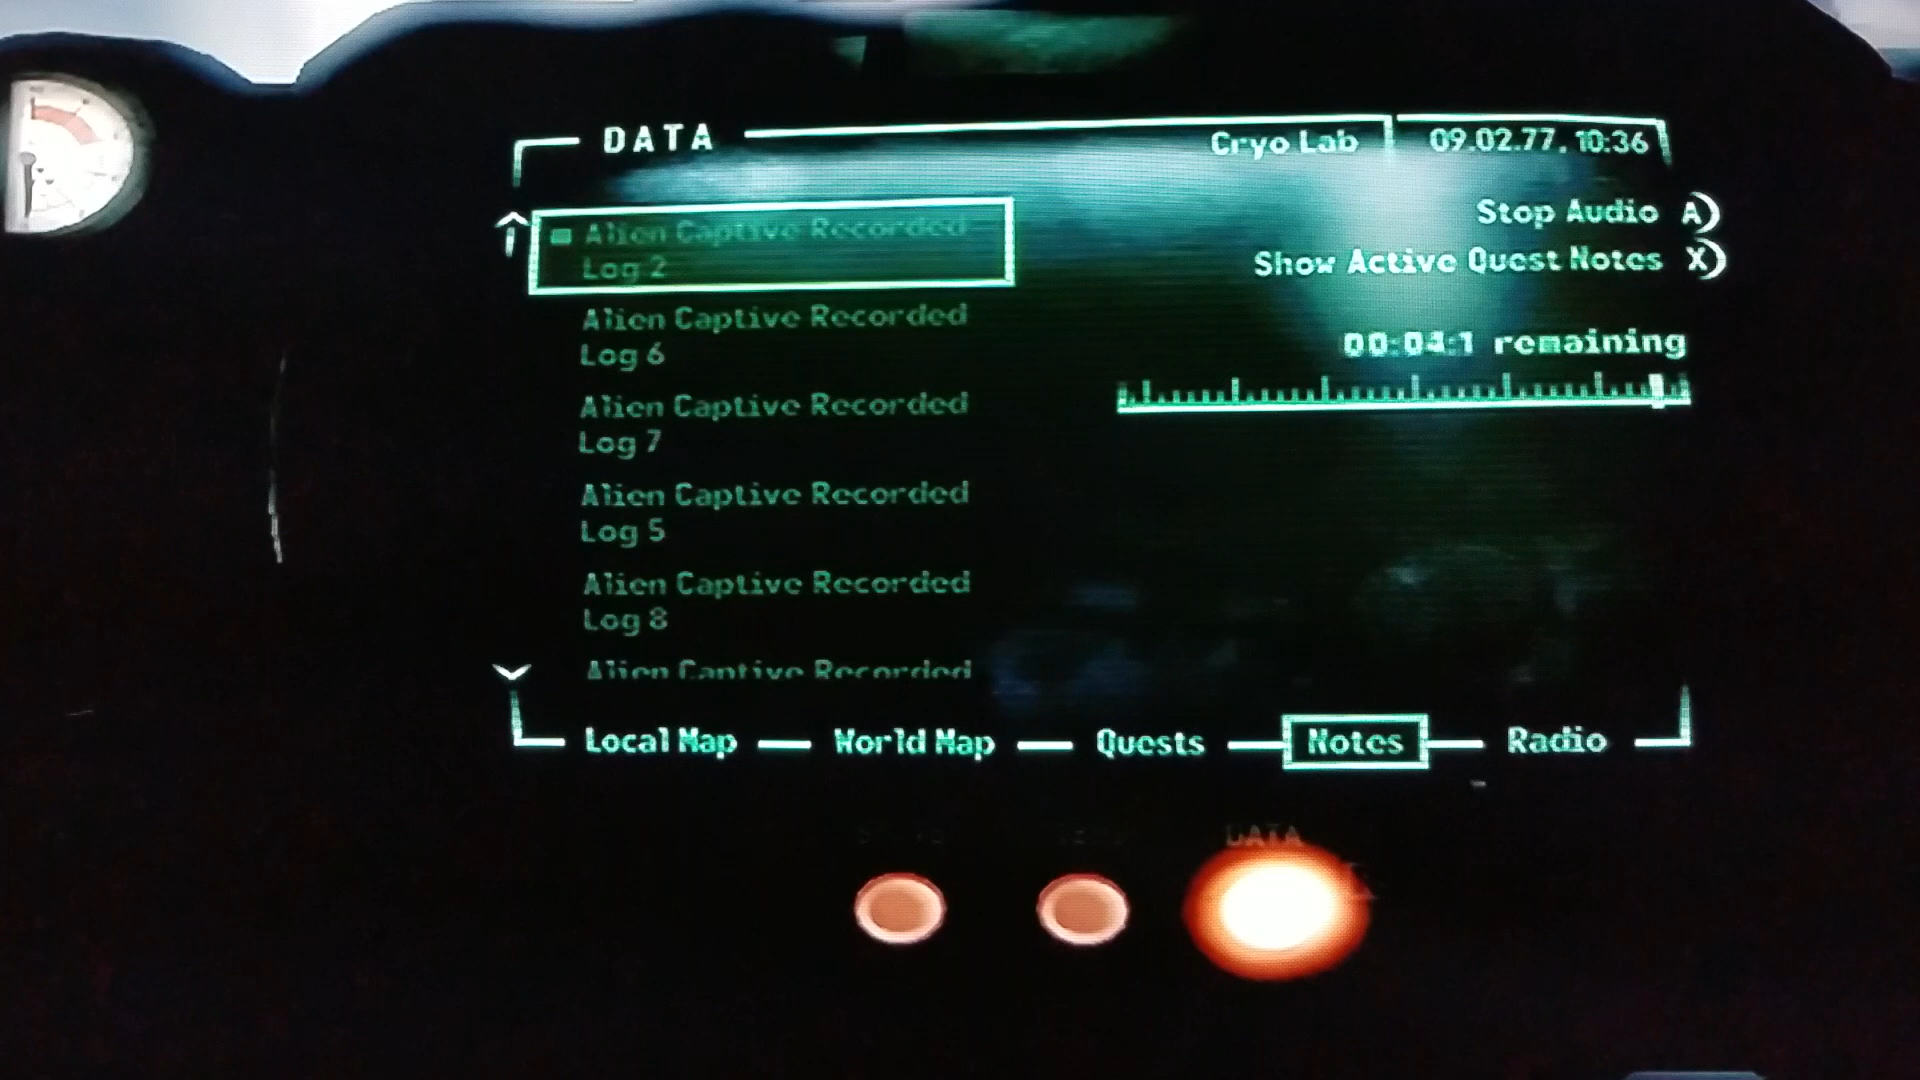 DATA
Cryo Lab
09.02.77, 10:36
Alien Captive Recorded
Log 2
Stop Audio A)
Show Active Quest Notes X)
00:04:1 remaining
Alien Captive Recorded
Log 6
Alien Captive Recorded
Log 7
Alien Captive Recorded
Log 5
Alien Captive Recorded
Log 8
Alien Captive Recorded
Local Map
World Map
Quests
Notes
Radio
DATA